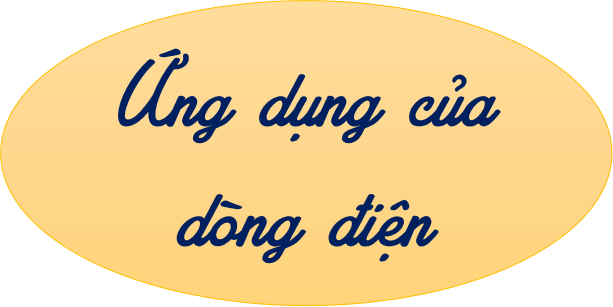 Ứng dụng của
dòng điện